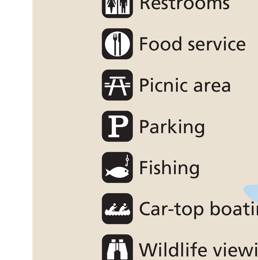 Restrooms
Food service
Picnic area
P Parking
Fishing
Car-top boati
Wildlife viewi